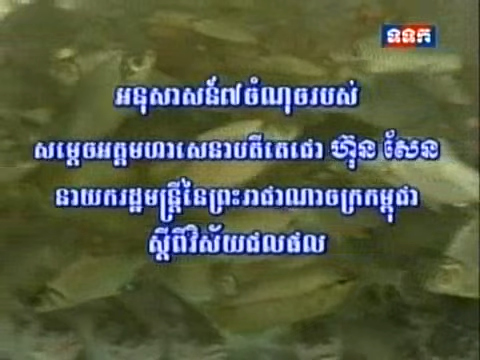 ទទក
អនុសាសន៍៧ចំណុចរបស់
សម្តេចអគ្គមហាសេនាបតីតេជោ ហ៊ុន សែន
នាយករដ្ឋមន្ត្រីនៃព្រះរាជាណាចក្រកម្ពុជា
ស្តីពីវិស័យជលផល